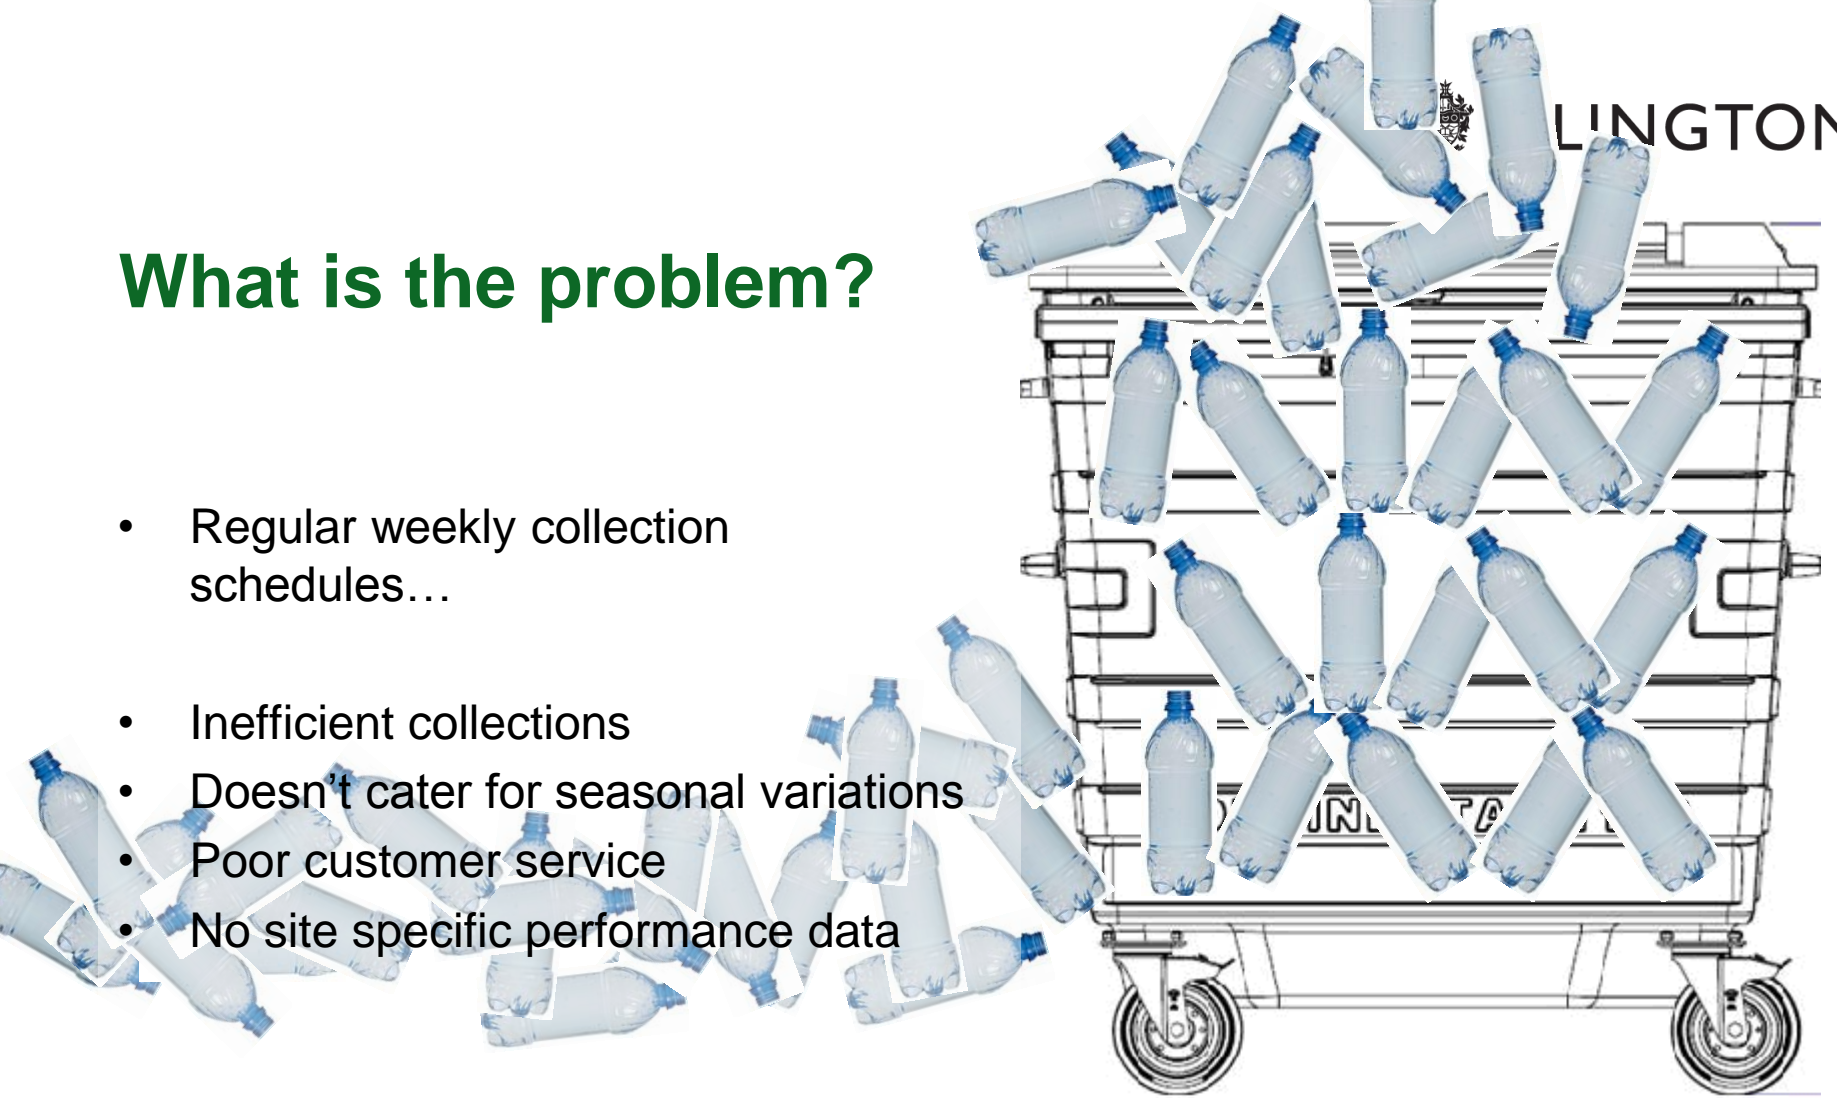 LINGTON
What is the problem?
• Regular weekly collection
schedules…
• Inefficient collections
• Doesn’t cater for seasonal variations
• Poor customer service
• No site specific performance data